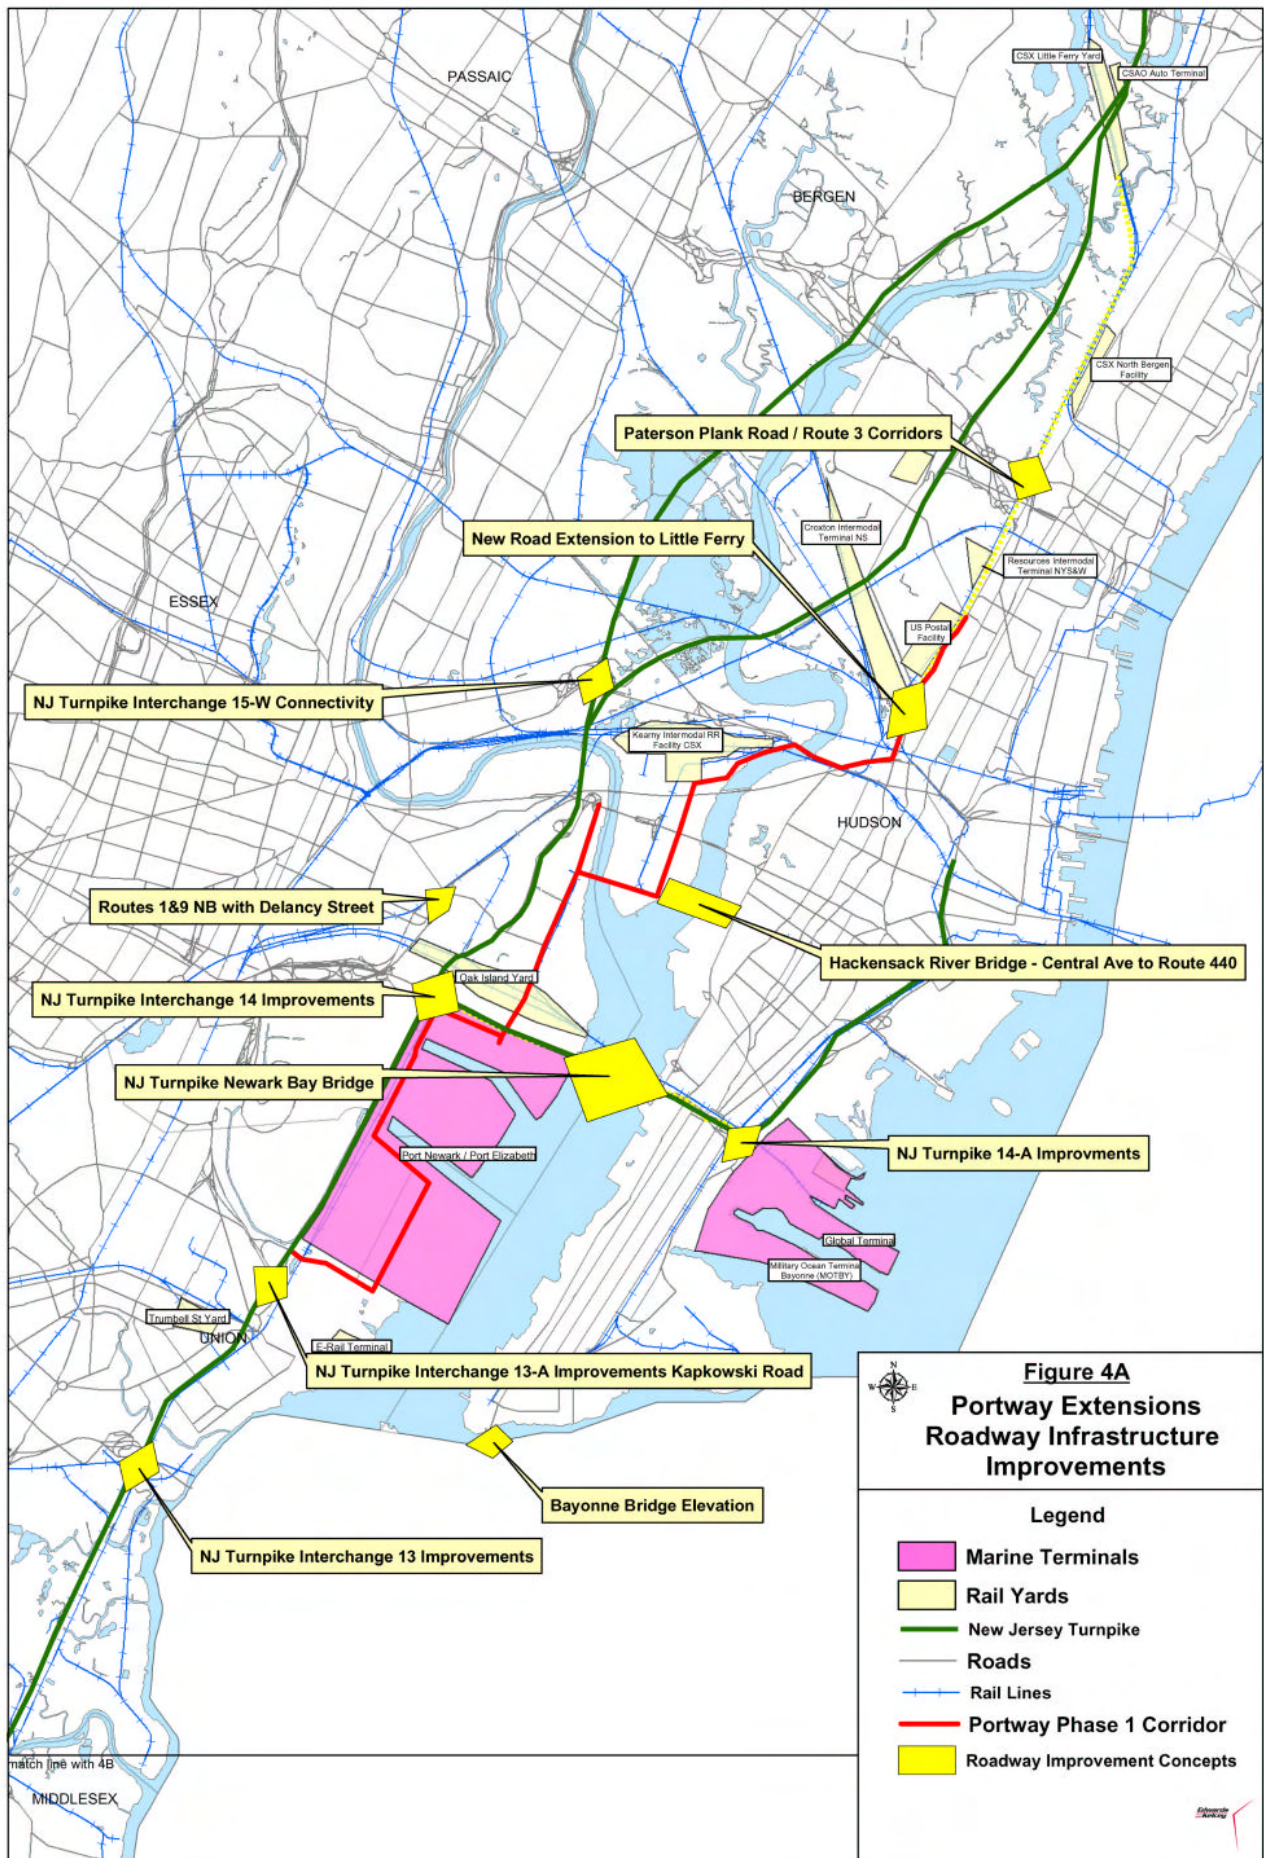 CSX Little Ferry Yard
CSAO Auto Terminal
PASSAIC
BERGEN
CSX North Bergen
Facility
Paterson Plank Road / Route 3 Corridors
Croxton Intermodal
Terminal NS
New Road Extension to Little Ferry
Resources Intermodal
Terminal NYS&W
ESSEX
US Postal
Facility
NJ Turnpike Interchange 15-W Connectivity
Kearny Intermodal RR
Facility CSX
HUDSON
Routes 1&9 NB with Delancy Street
Hackensack River Bridge - Central Ave to Route 440
Oak Island Yard
NJ Turnpike Interchange 14 Improvements
NJ Turnpike Newark Bay Bridge
Port Newark / Port Elizabeth
NJ Turnpike 14-A Improvments
Global Termina
Millitary Ocean Termina
Bayonne (MOTBY)
Trumbell St Yard
UNION
E-Rail Terminal
NJ Turnpike Interchange 13-A Improvements Kapkowski Road
Bayonne Bridge Elevation
NJ Turnpike Interchange 13 Improvements
match line with 4B
MIDDLESEX
N
W E
S
Figure 4A
Portway Extensions
Roadway Infrastructure
Improvements
Legend
Marine Terminals
Rail Yards
New Jersey Turnpike
Roads
Rail Lines
Portway Phase 1 Corridor
Roadway Improvement Concepts
Edwards
Kelcey